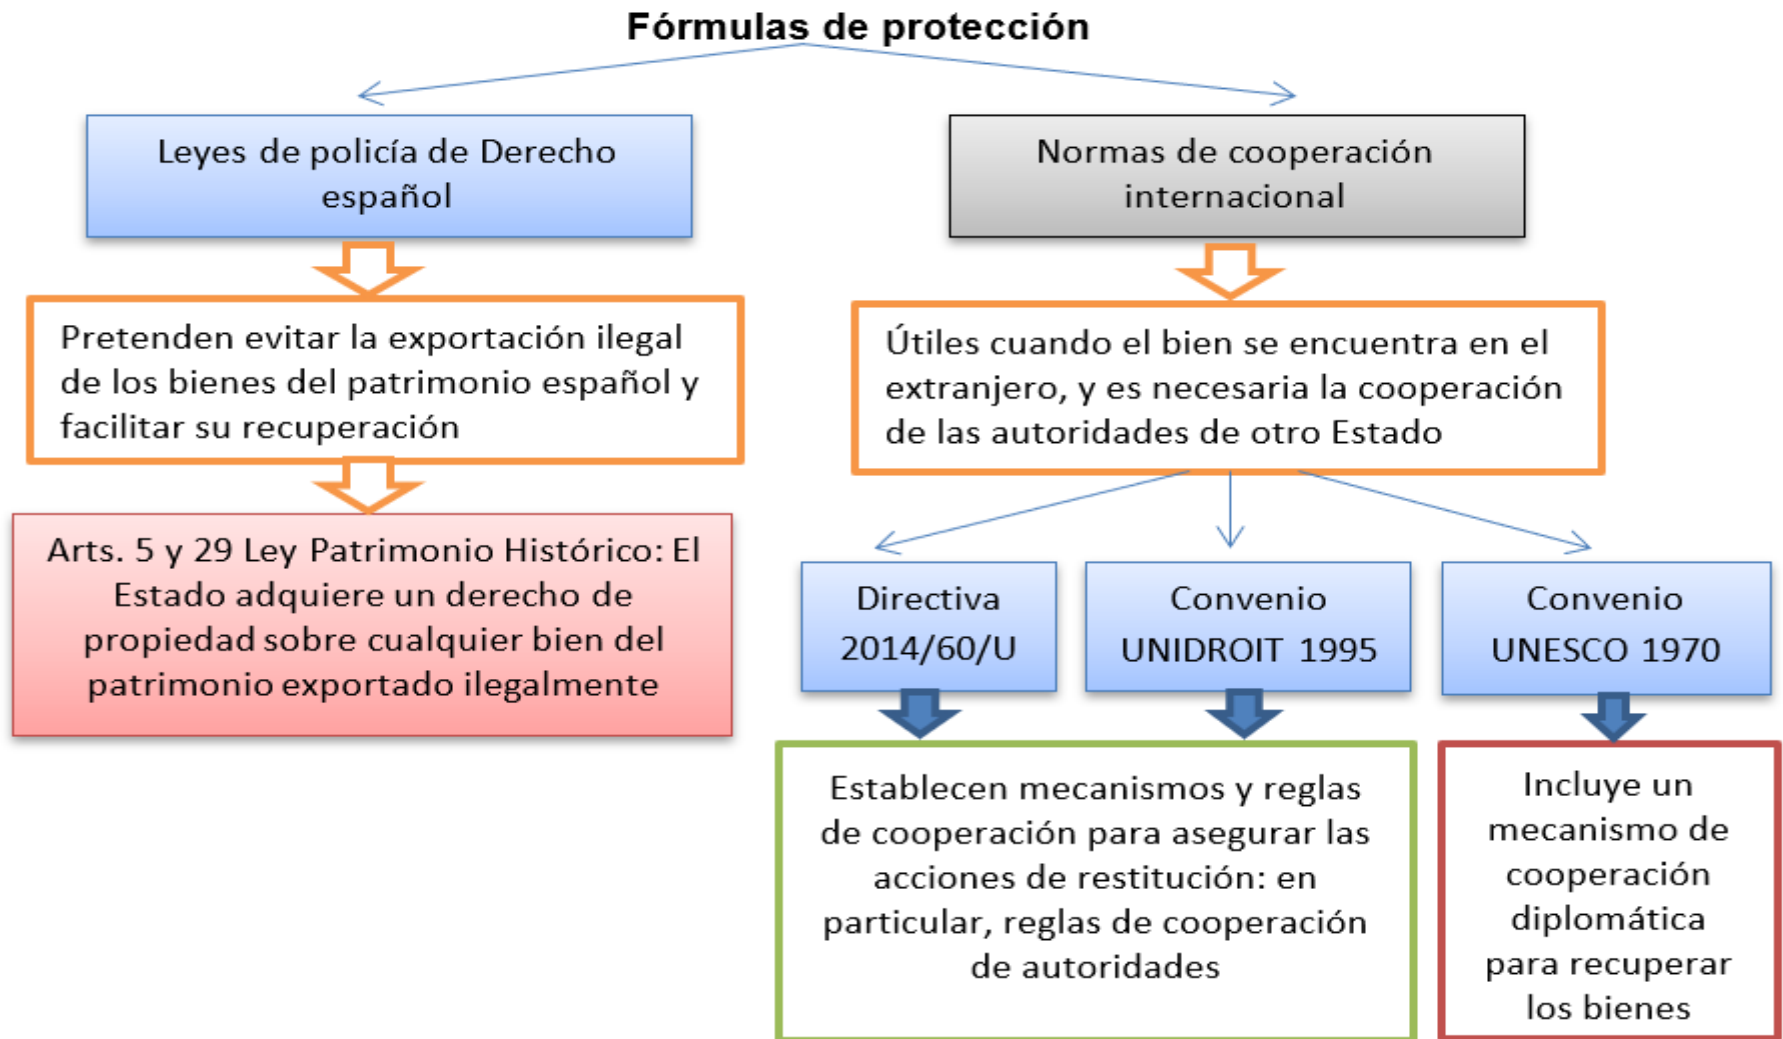 Fórmulas de protección
Leyes de policía de Derecho
español
Pretenden evitar la exportación ilegal
de los bienes del patrimonio español y
facilitar su recuperación
Arts. 5 y 29 Ley Patrimonio Histórico: El
Estado adquiere un derecho de
propiedad sobre cualquier bien del
patrimonio exportado ilegalmente
Normas de cooperación
internacional
Útiles cuando el bien se encuentra en el
extranjero, y es necesaria la cooperación
de las autoridades de otro Estado
Directiva
2014/60/U
Convenio
UNIDROIT 1995
Convenio
UNESCO 1970
Establecen mecanismos y reglas
de cooperación para asegurar las
acciones de restitución: en
particular, reglas de cooperación
de autoridades
Incluye un
mecanismo de
cooperación
diplomática
para recuperar
los bienes